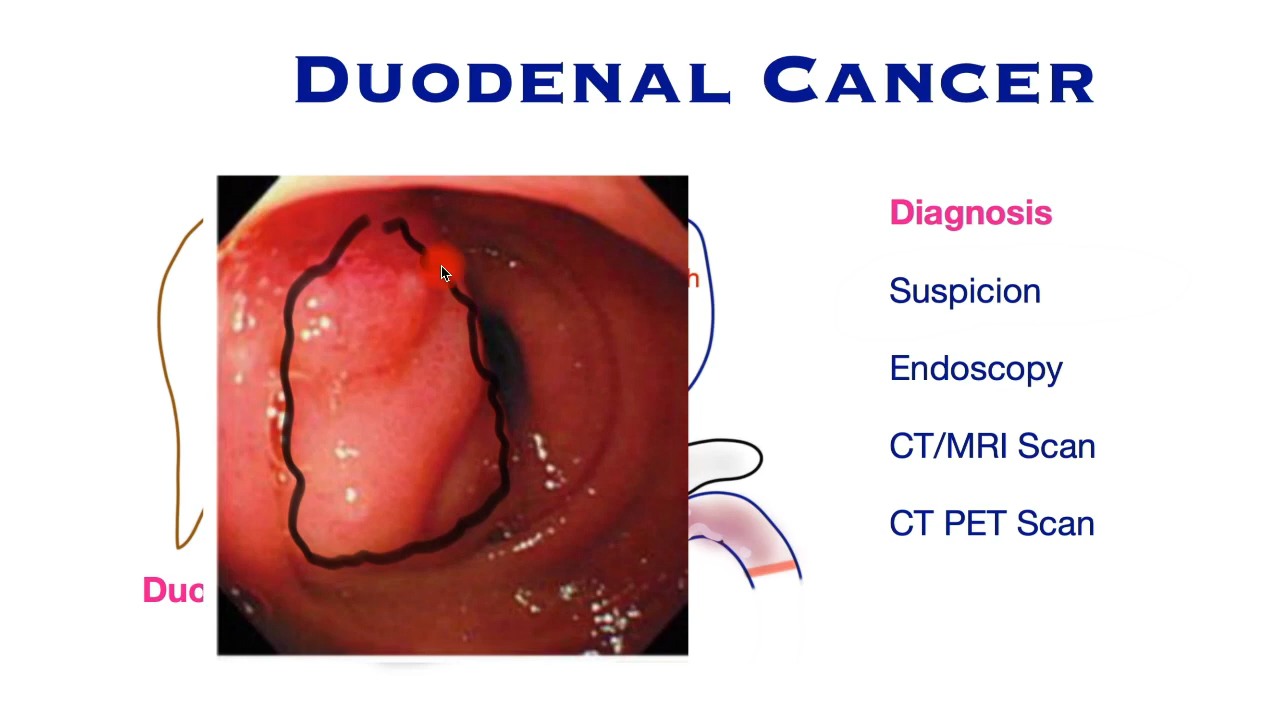 DUODENAL CANCER
Diagnosis
Suspicion
Endoscopy
CT/MRI Scan
CT PET Scan